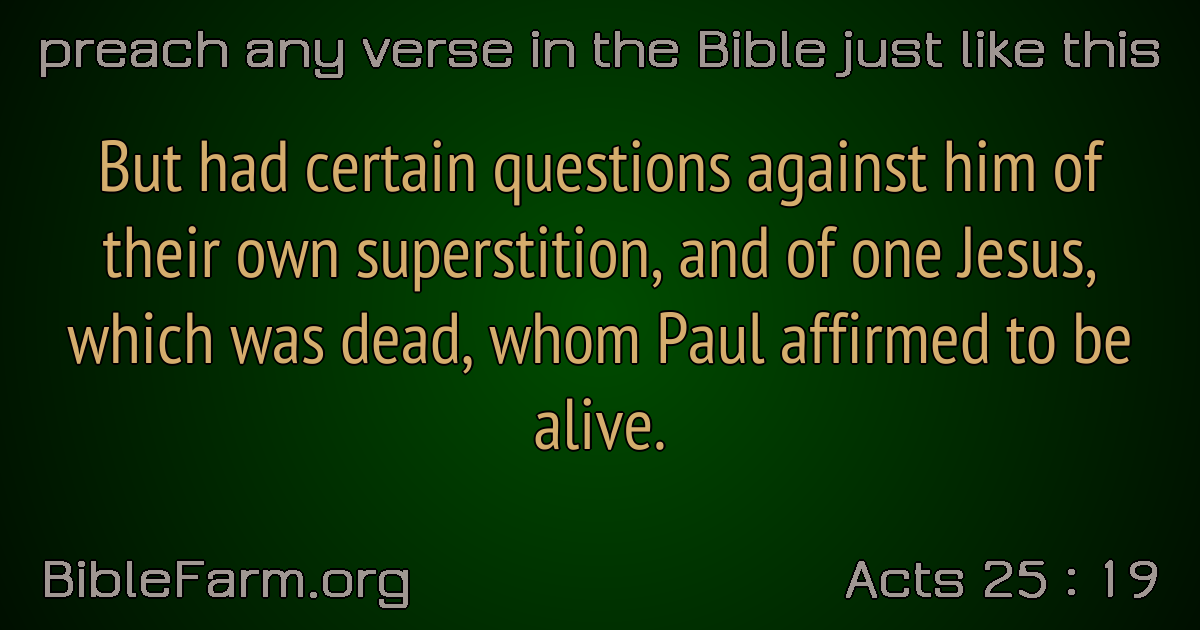 preach any verse in the Bible just like this
But had certain questions against him of
their own superstition, and of one Jesus,
which was dead, whom Paul affirmed to be
alive.
BibleFarm.org
Acts 25 : 19